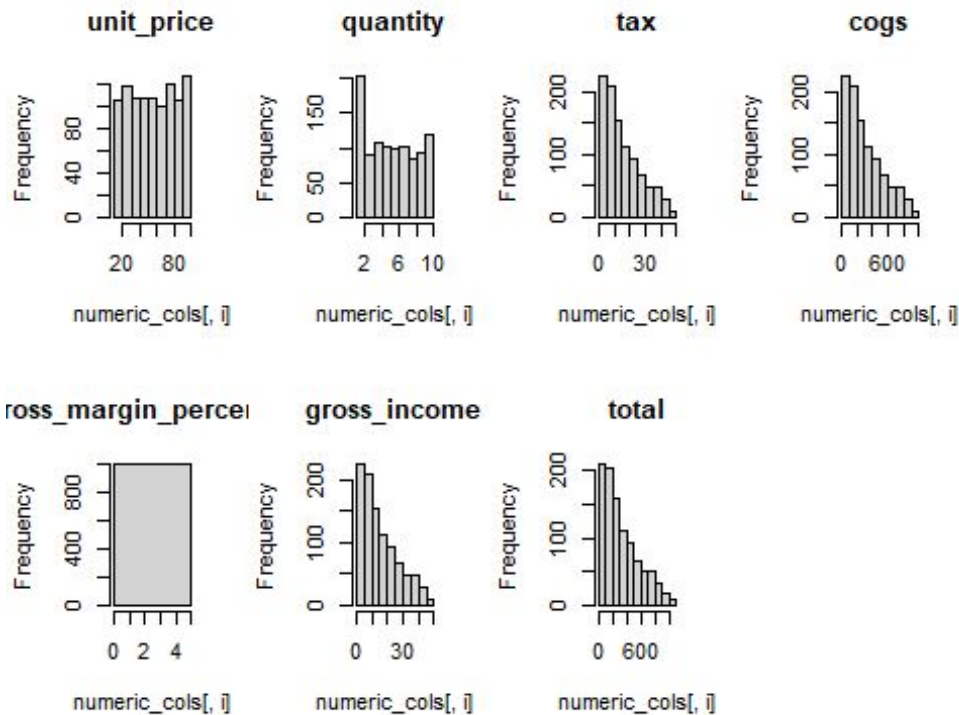 unit_price quantity tax cogs
Frequency Frequency Frequency Frequency
0 40 80
0 50 150
0 100 200
0 100 200
20 80 2 6 10 0 30 0 600
numeric_cols[, i] numeric_cols[, i] numeric_cols[, i] numeric_cols[, i]
ross_margin_percer gross_income total
Frequency Frequency Frequency
0 400 800
0 100 200
0 100 200
0 2 4 0 30 0 600
numeric_cols[, i] numeric_cols[, i] numeric_cols[, i]